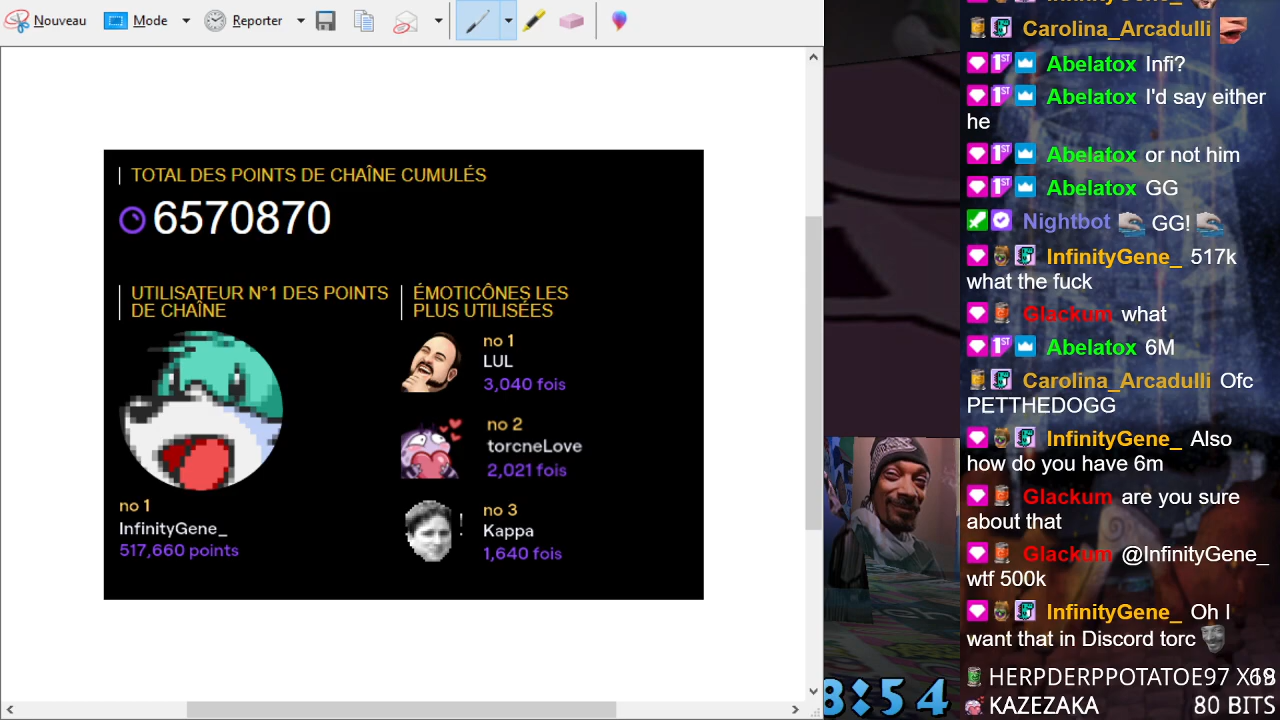 Nouveau Mode Reporter
TOTAL DES POINTS DE CHAÎNE CUMULÉS
6570870
UTILISATEUR N°1 DES POINTS
DE CHAÎNE
no 1
InfinityGene_
517,660 points
ÉMOTICÔNES LES
PLUS UTILISÉES
no 1
LUL
3,040 fois
no 2
torcneLove
2,021 fois
no 3
Kappa
1,640 fois
8:54
Carolina_Arcadulli
Abelatox Infi?
Abelatox I'd say either
he
Abelatox or not him
Abelatox GG
Nightbot GG!
InfinityGene_ 517k
what the fuck
Glackum what
Abelatox 6M
Carolina_Arcadulli Ofc
PETTHEDOGG
InfinityGene_ Also
how do you have 6m
Glackum are you sure
about that
Glackum @InfinityGene_
wtf 500k
InfinityGene_ Oh I
want that in Discord torc
HERPDERPPOTATOE97
KAZEZAKA 80 BITS